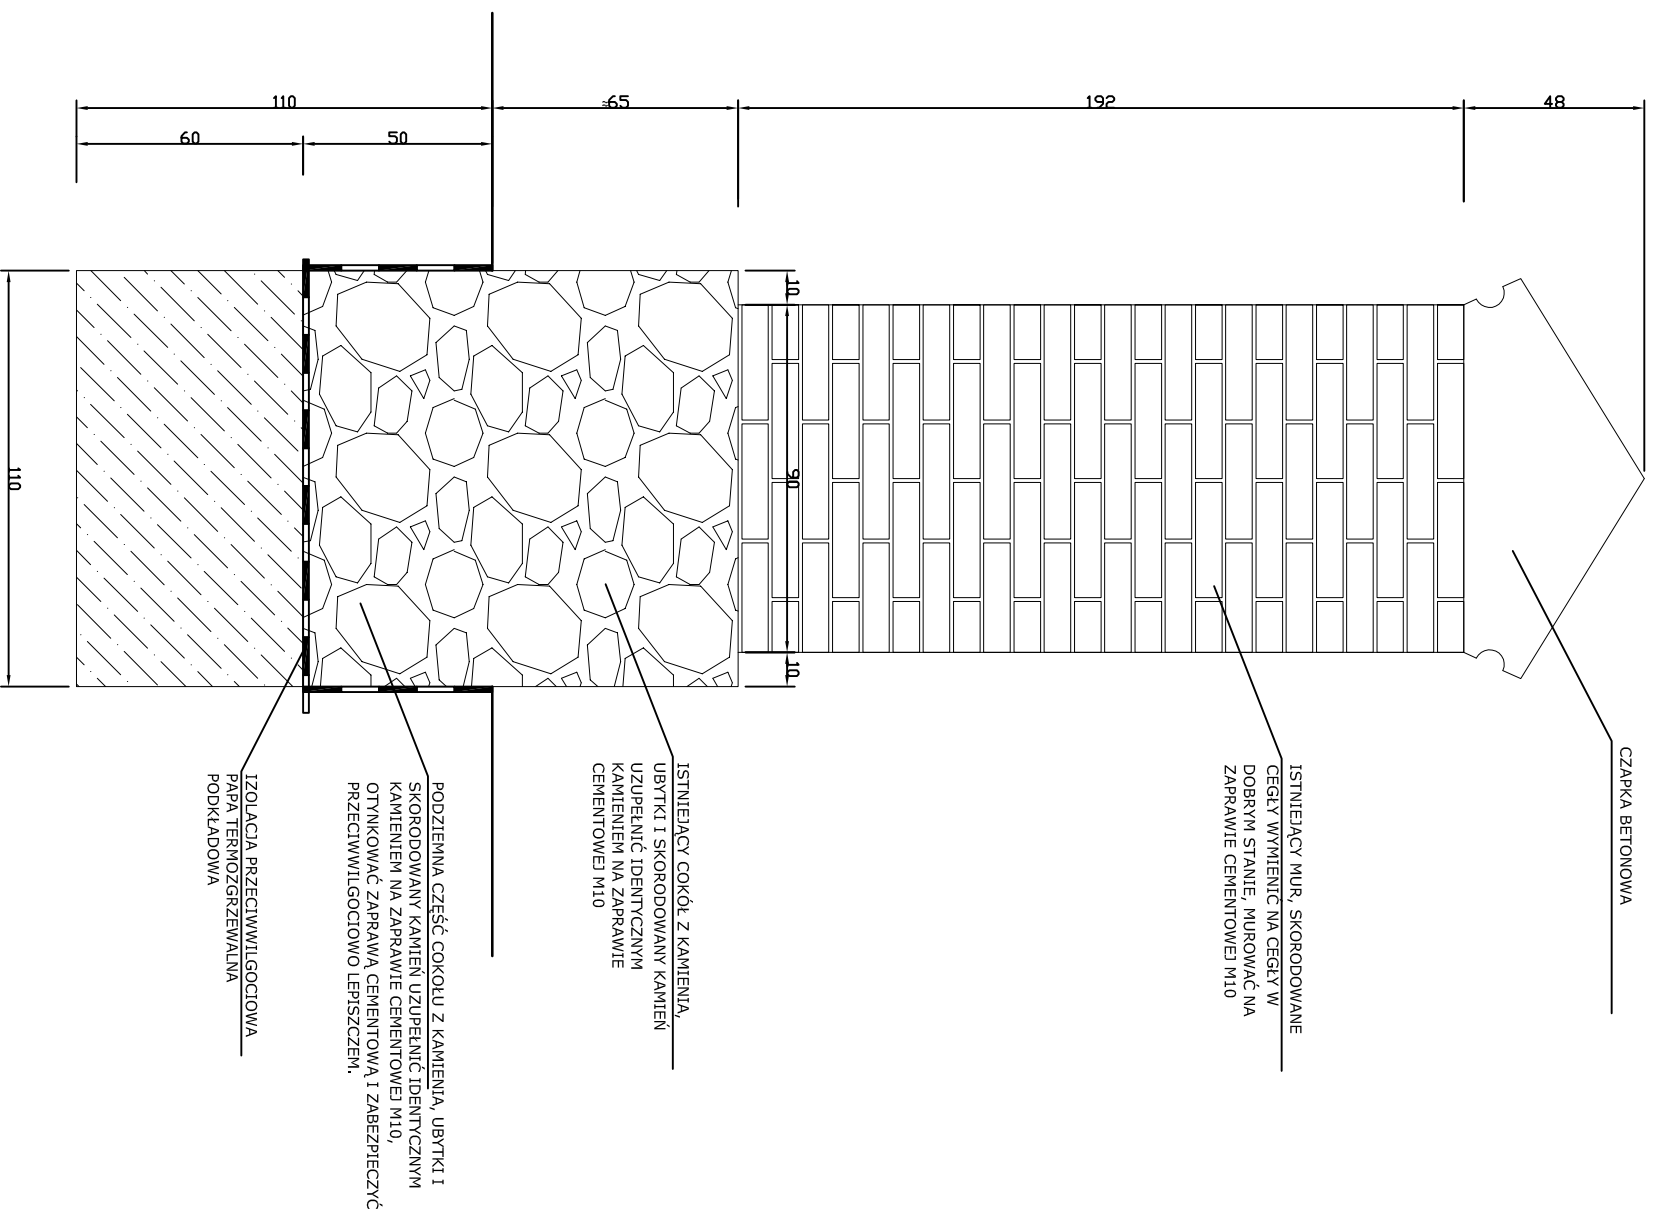 CZAPKA BETONOWA
ISTNIEJĄCY MUR, SKORODOWANE
CEGŁY WYMIENIĆ NA CEGŁY W
DOBRYM STANIE, MUROWAĆ NA
ZAPRAWIE CEMENTOWEJ M10
ISTNIEJĄCY COKÓŁ Z KAMIENIA,
UBYTKI I SKORODOWANY KAMIEŃ
UZUPEŁNIĆ IDENTYCZNYM
KAMIENIEM NA ZAPRAWIE
CEMENTOWEJ M10
PODZIEMNA CZĘŚĆ COKOŁU Z KAMIENIA, UBYTKI I
SKORODOWANY KAMIEŃ UZUPEŁNIĆ IDENTYCZNYM
KAMIENIEM NA ZAPRAWIE CEMENTOWEJ M10,
OTYNKOWAĆ ZAPRAWĄ CEMENTOWĄ I ZABEZPIECZYĆ
PRZECIWWILGOCIOWO LEPISZCZEM.
IZOLACJA PRZECIWWILGOCIOWA
PAPA TERMOZGRZEWALNA
PODKŁADOWA
48
192
≈65
110
50
60
10
90
10
110